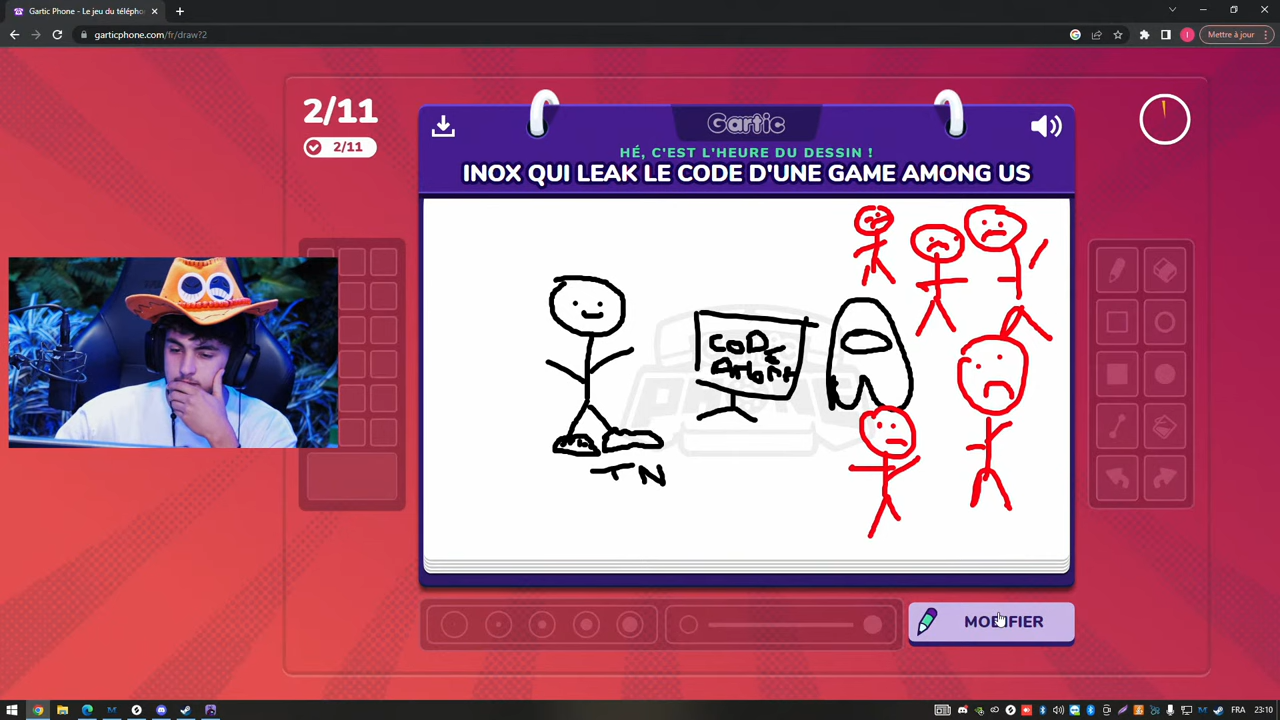 Gartic Phone - Le jeu du téléph
garticphone.com/fr/draw?2
Mettre à jour
2/11
2/11
Gartic
HÉ, C'EST L'HEURE DU DESSIN !
INOX QUI LEAK LE CODE D'UNE GAME AMONG US
CODE
TN
MODIFIER
FRA
23:10